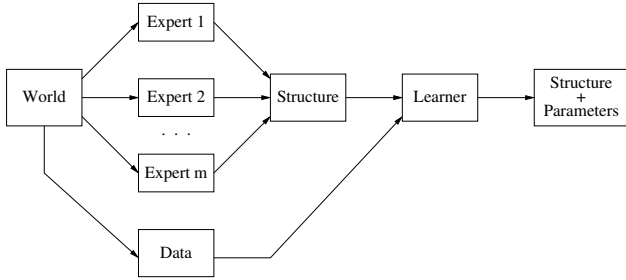 Expert 1
World
Expert 2
Structure
Learner
Structure
+
Parameters
. . .
Expert m
Data